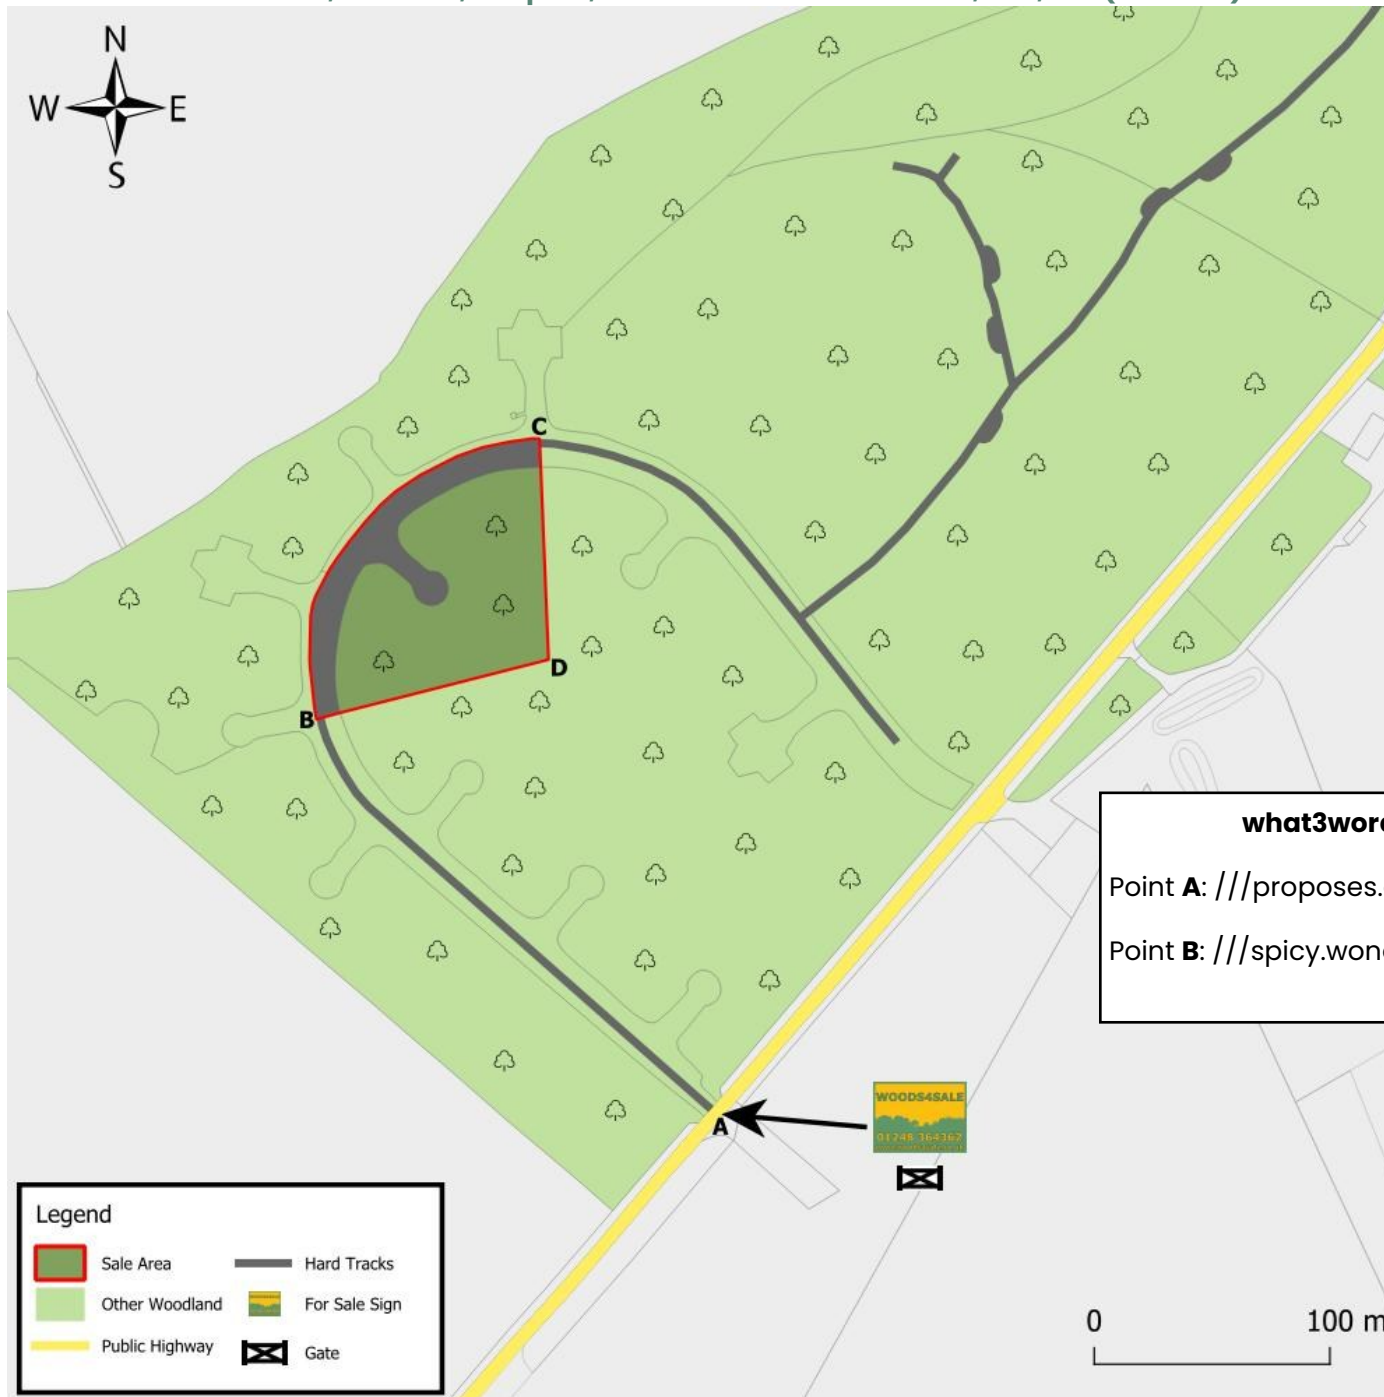 N
W E
S
C
D
B
A
what3wor
Point A: ///proposes.
Point B: ///spicy.won
WOODS4SALE
01248 364362
Legend
Sale Area
Hard Tracks
Other Woodland
For Sale Sign
Public Highway
Gate
0 100 m